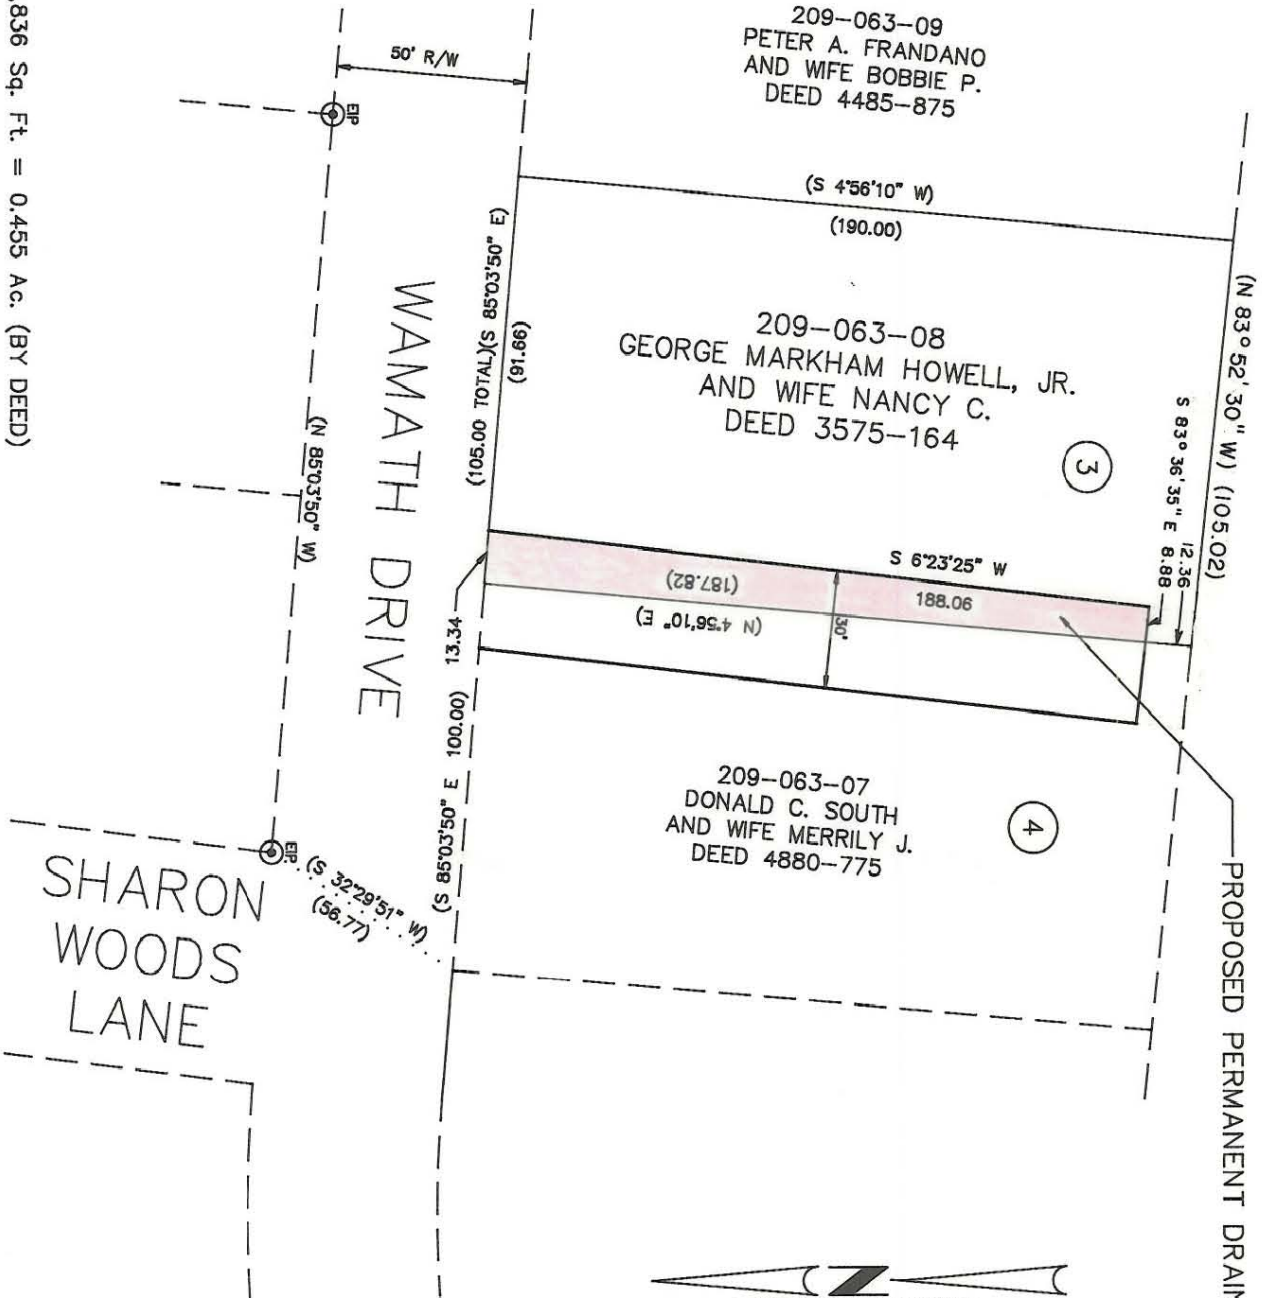 209-063-09
PETER A. FRANDANO
AND WIFE BOBBIE P.
DEED 4485-875
50' R/W
EIP
(S 4°56'10" W)
(190.00)
(N 83° 52' 30" W) (105.02)
209-063-08
GEORGE MARKHAM HOWELL, JR.
AND WIFE NANCY C.
DEED 3575-164
3
12.36
S 83° 36' 35" E 8.88
(105.00 TOTAL)(S 85°03'50" E)
(91.66)
WAMATH DRIVE
(N 85°03'50" W)
S 6°23'25" W
188.06
(187.82)
(N 4°56'10" E)
30'
13.34
(S 85°03'50" E 100.00)
209-063-07
DONALD C. SOUTH
AND WIFE MERRILY J.
DEED 4880-775
4
EIP.
(S 32°29'51" W)
(56.77)
SHARON
WOODS
LANE
PROPOSED PERMANENT DRAIN
836 Sq. Ft. = 0.455 Ac. (BY DEED)
N